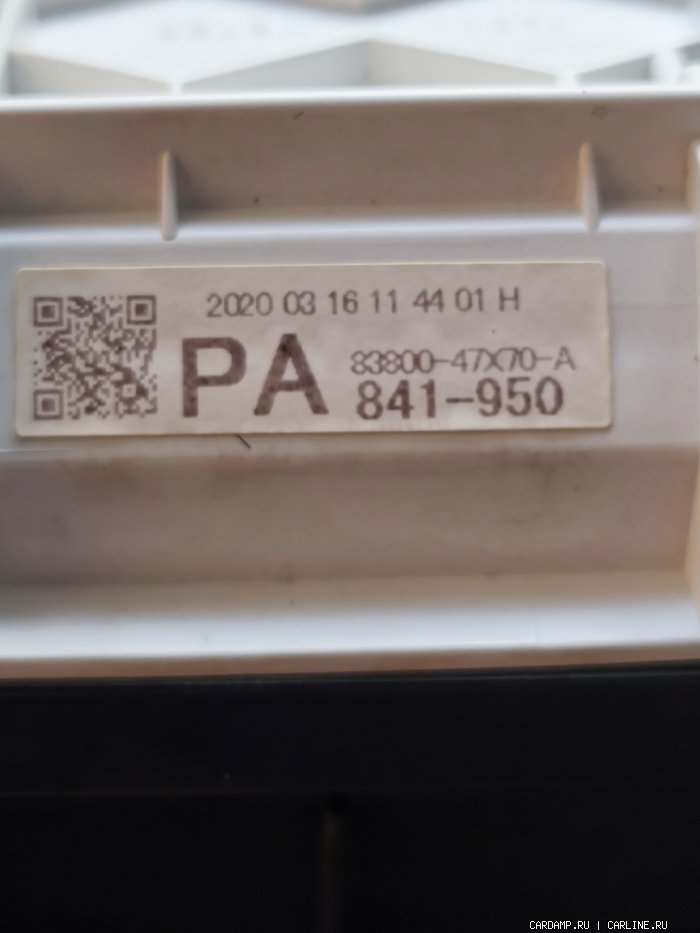 2020 03 16 11 44 01 H
PA
83800-47X70-A
841-950
CARDAMP.RU | CARLINE.RU